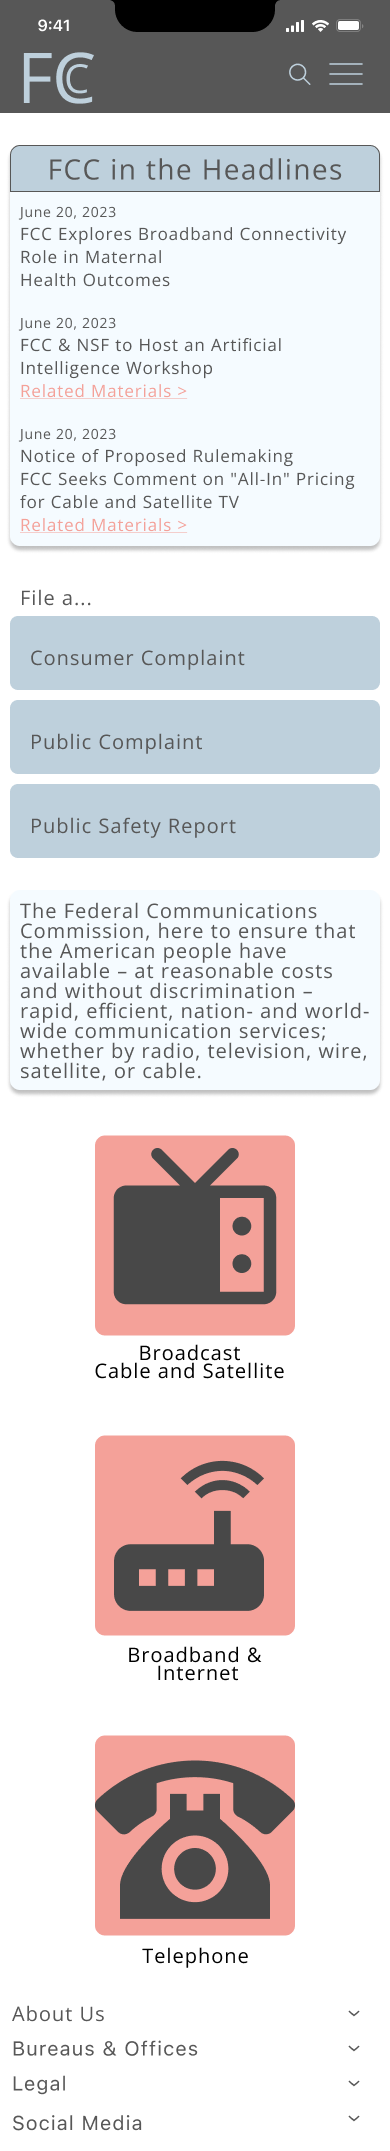 9:41
FCC
FCC in the Headlines
June 20, 2023
FCC Explores Broadband Connectivity
Role in Maternal
Health Outcomes
June 20, 2023
FCC & NSF to Host an Artificial
Intelligence Workshop
Related Materials >
June 20, 2023
Notice of Proposed Rulemaking
FCC Seeks Comment on "All-In" Pricing
for Cable and Satellite TV
Related Materials >
File a...
Consumer Complaint
Public Complaint
Public Safety Report
The Federal Communications
Commission, here to ensure that
the American people have
available – at reasonable costs
and without discrimination –
rapid, efficient, nation- and world-
wide communication services;
whether by radio, television, wire,
satellite, or cable.
Broadcast
Cable and Satellite
Broadband &
Internet
Telephone
About Us
Bureaus & Offices
Legal
Social Media